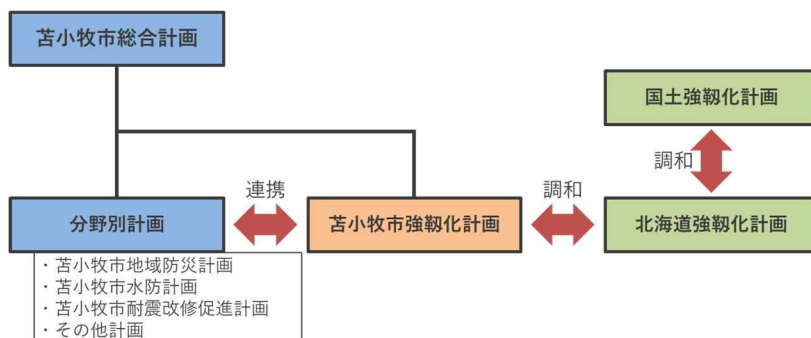 苫小牧市総合計画
国土強靱化計画
調和
連携
調和
分野別計画
苫小牧市強靱化計画
北海道強靱化計画
・苫小牧市地域防災計画
・苫小牧市水防計画
・苫小牧市耐震改修促進計画
・その他計画